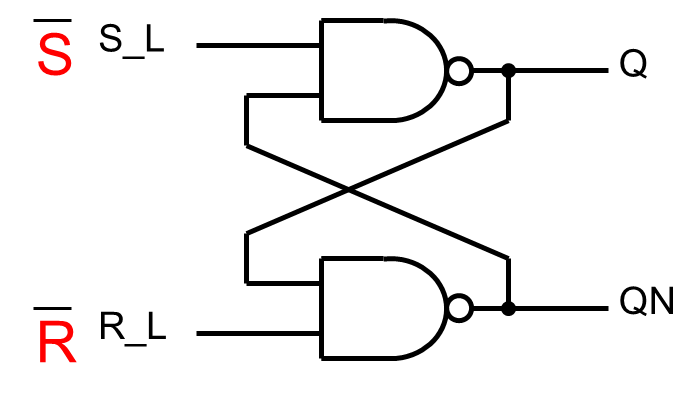 S̅ S_L
Q
QN
R̅ R_L